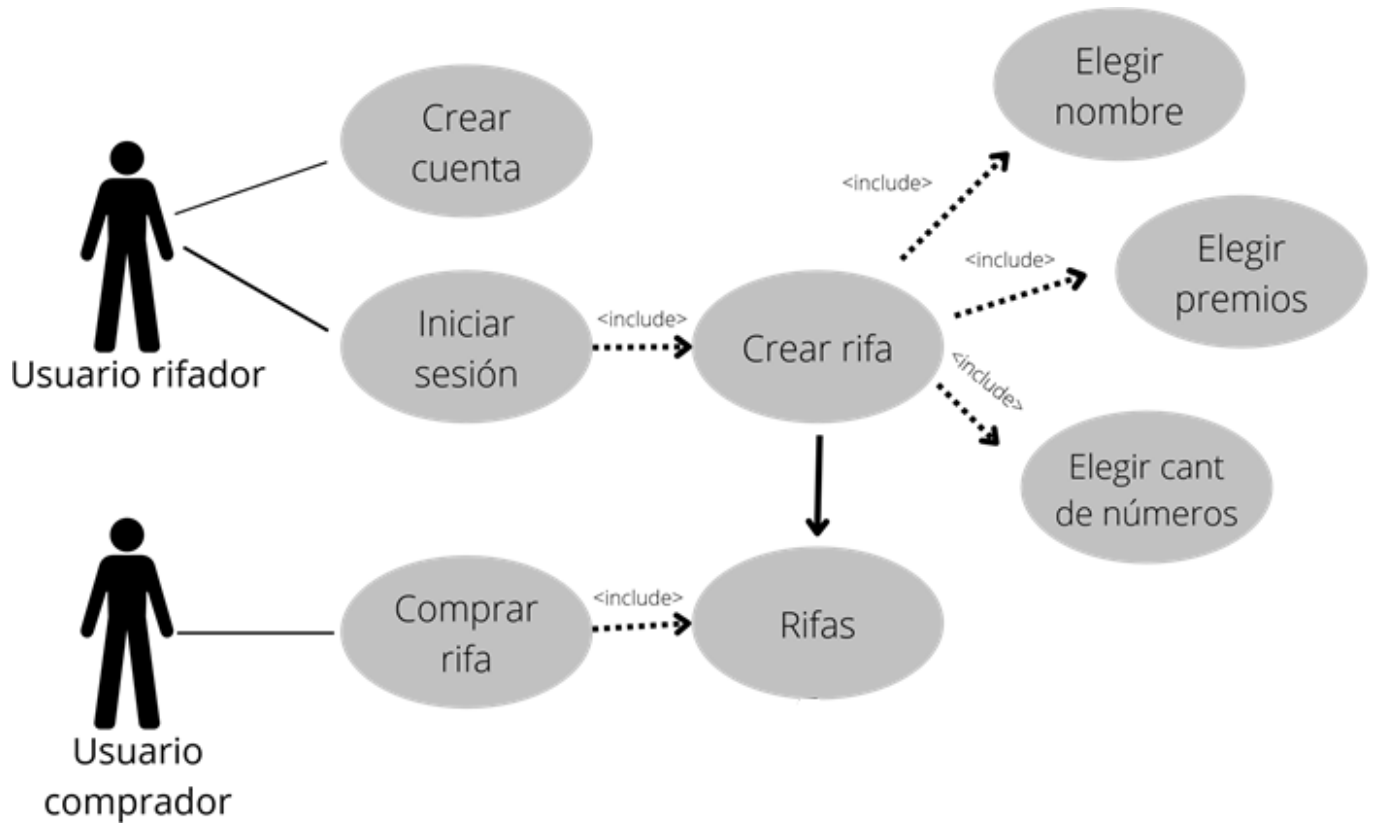 Elegir
nombre
Crear
cuenta
<include>
Elegir
premios
<include>
Usuario rifador
Iniciar
sesión
<include>
Crear rifa
<include>
Elegir cant
de números
Comprar
rifa
<include>
Rifas
Usuario
comprador